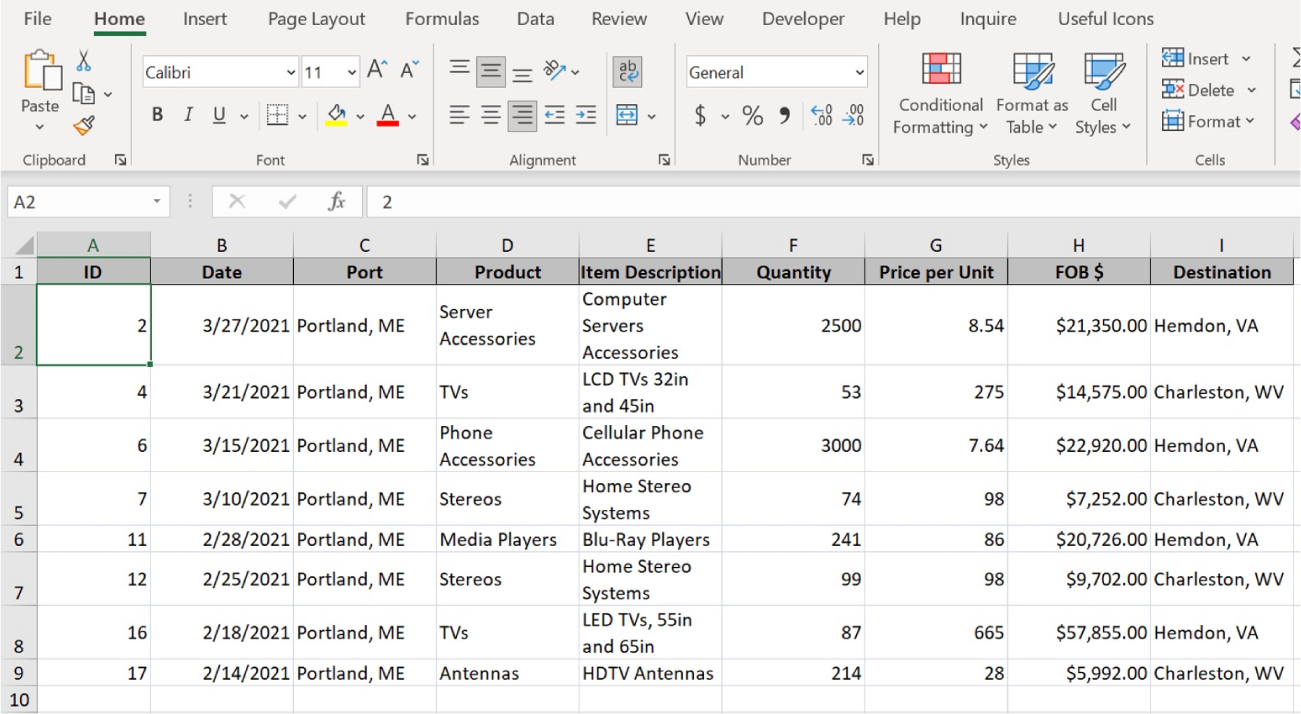 File Home Insert Page Layout Formulas Data Review View Developer Help Inquire Useful Icons
Calibri 11 A A ab General Insert
Paste B I U A $ % 9 .00 .00 Conditional Format as Cell Delete
Formatting Table Styles Format
Clipboard Font Alignment Number Styles Cells
A2 fx 2
A B C D E F G H I
1 ID Date Port Product Item Description Quantity Price per Unit FOB $ Destination
2 2 3/27/2021 Portland, ME Server Accessories Computer Servers Accessories 2500 8.54 $21,350.00 Hemdon, VA
3 4 3/21/2021 Portland, ME TVs LCD TVs 32in and 45in 53 275 $14,575.00 Charleston, WV
4 6 3/15/2021 Portland, ME Phone Accessories Cellular Phone Accessories 3000 7.64 $22,920.00 Hemdon, VA
5 7 3/10/2021 Portland, ME Stereos Home Stereo Systems 74 98 $7,252.00 Charleston, WV
6 11 2/28/2021 Portland, ME Media Players Blu-Ray Players 241 86 $20,726.00 Hemdon, VA
7 12 2/25/2021 Portland, ME Stereos Home Stereo Systems 99 98 $9,702.00 Charleston, WV
8 16 2/18/2021 Portland, ME TVs LED TVs, 55in and 65in 87 665 $57,855.00 Hemdon, VA
9 17 2/14/2021 Portland, ME Antennas HDTV Antennas 214 28 $5,992.00 Charleston, WV
10